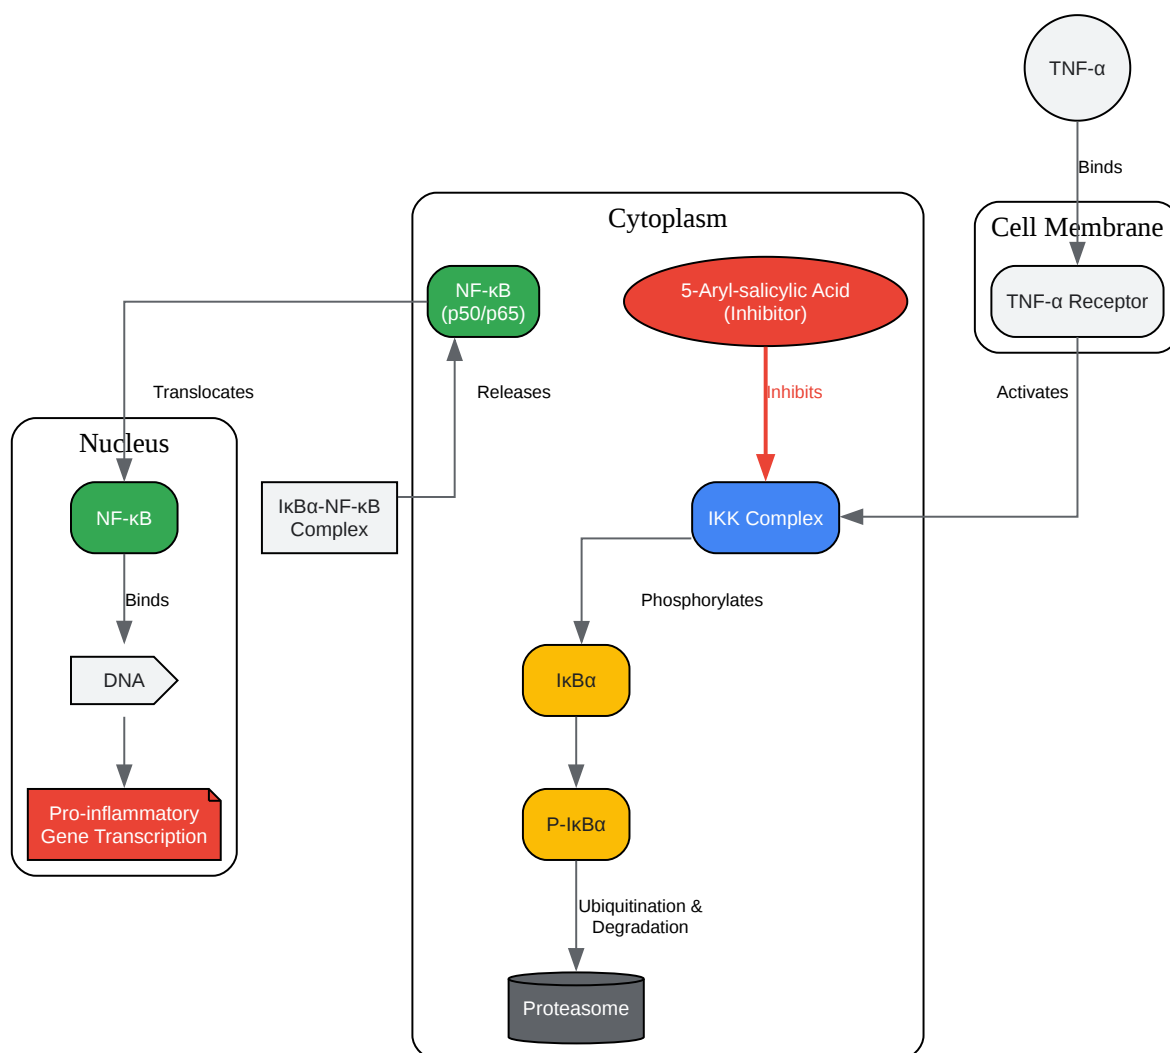 TNF-α
Binds
Cell Membrane
TNF-α Receptor
Activates
Cytoplasm
NF-κB
(p50/p65)
5-Aryl-salicylic Acid
(Inhibitor)
Translocates
Releases
Inhibits
Nucleus
NF-κB
IκBα-NF-κB
Complex
IKK Complex
Binds
Phosphorylates
DNA
IκBα
Pro-inflammatory
Gene Transcription
P-IκBα
Ubiquitination &
Degradation
Proteasome